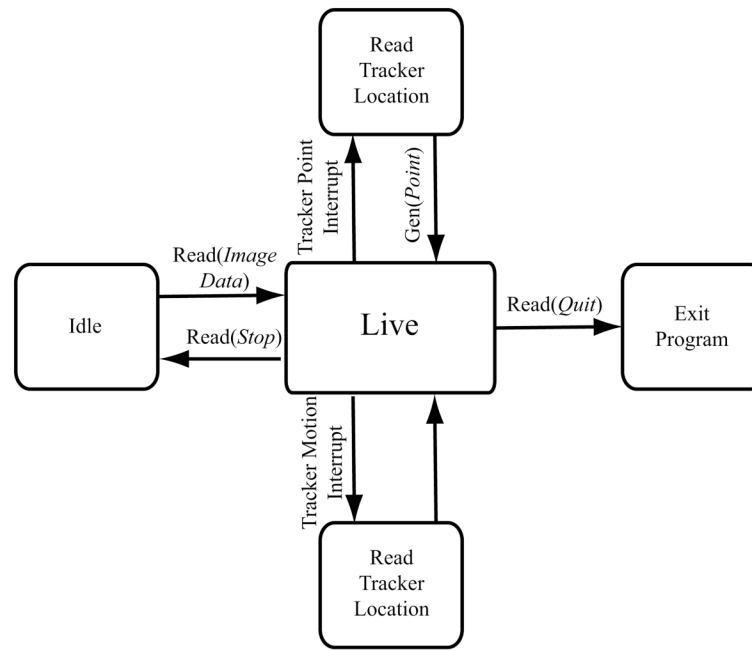 Read
Tracker
Location
Tracker Point
Interrupt
Gen(Point)
Read(Image
Data)
Idle
Read(Stop)
Live
Read(Quit)
Exit
Program
Tracker Motion
Interrupt
Read
Tracker
Location